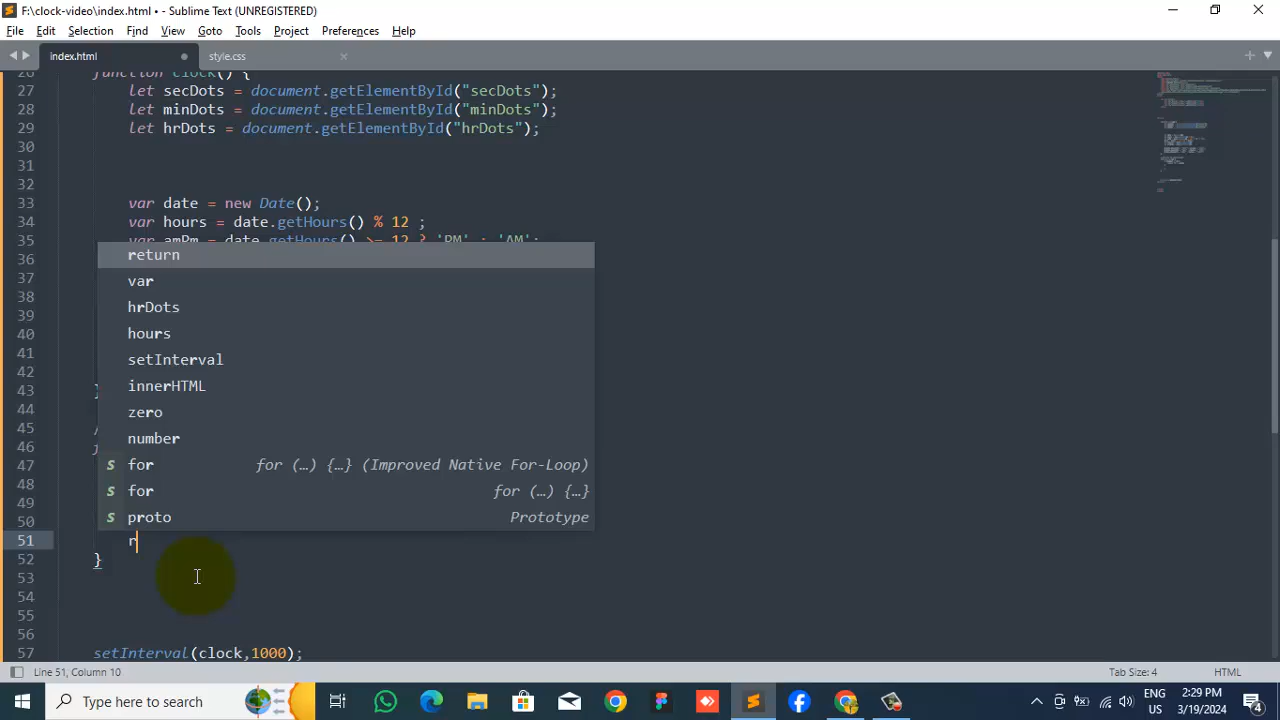 F:\clock-video\index.html • - Sublime Text (UNREGISTERED)
File Edit Selection Find View Goto Tools Project Preferences Help
index.html style.css
26 function clock() {
27 let secDots = document.getElementById("secDots");
28 let minDots = document.getElementById("minDots");
29 let hrDots = document.getElementById("hrDots");
30
31
32
33 var date = new Date();
34 var hours = date.getHours() % 12 ;
35 var amPm = date.getHours() >= 12 ? 'PM' : 'AM';
36 return
37 var
38 hrDots
39
40 hours
41 setInterval
42 innerHTML
43 }
44 zero
45 number
46 for for (…) {…} (Improved Native For-Loop)
47
48 for for (…) {…}
49 proto Prototype
50
51 r
52 }
53
54
55
56
57 setInterval(clock,1000);
Line 51, Column 10 Tab Size: 4 HTML
Type here to search ENG 2:29 PM
US 3/19/2024 4